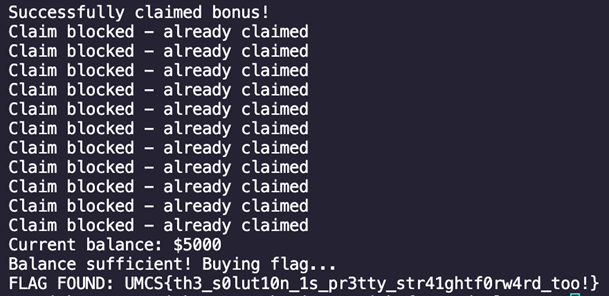 Successfully claimed bonus!
Claim blocked – already claimed
Claim blocked – already claimed
Claim blocked – already claimed
Claim blocked – already claimed
Claim blocked – already claimed
Claim blocked – already claimed
Claim blocked – already claimed
Claim blocked – already claimed
Claim blocked – already claimed
Claim blocked – already claimed
Claim blocked – already claimed
Current balance: $5000
Balance sufficient! Buying flag...
FLAG FOUND: UMCS{th3_s0lut10n_1s_pr3tty_str41ghtf0rw4rd_too!}